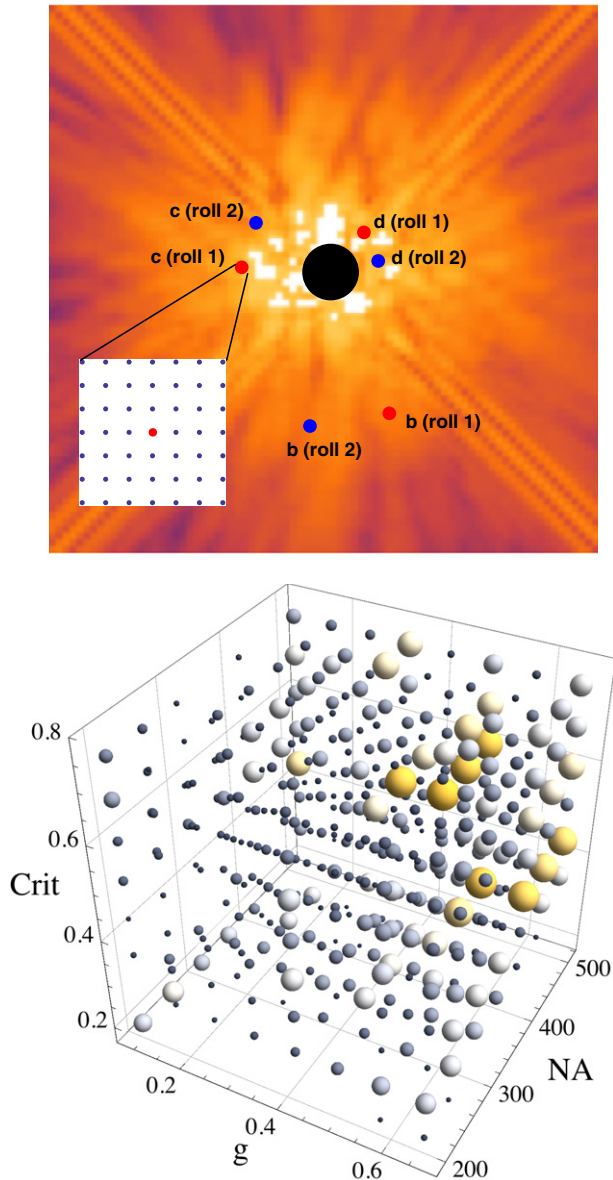 c (roll 2)
d (roll 1)
c (roll 1)
d (roll 2)
b (roll 1)
b (roll 2)
0.8
0.6
Crit
0.4
0.2
0.2
0.4
0.6
g
500
400
NA
300
200